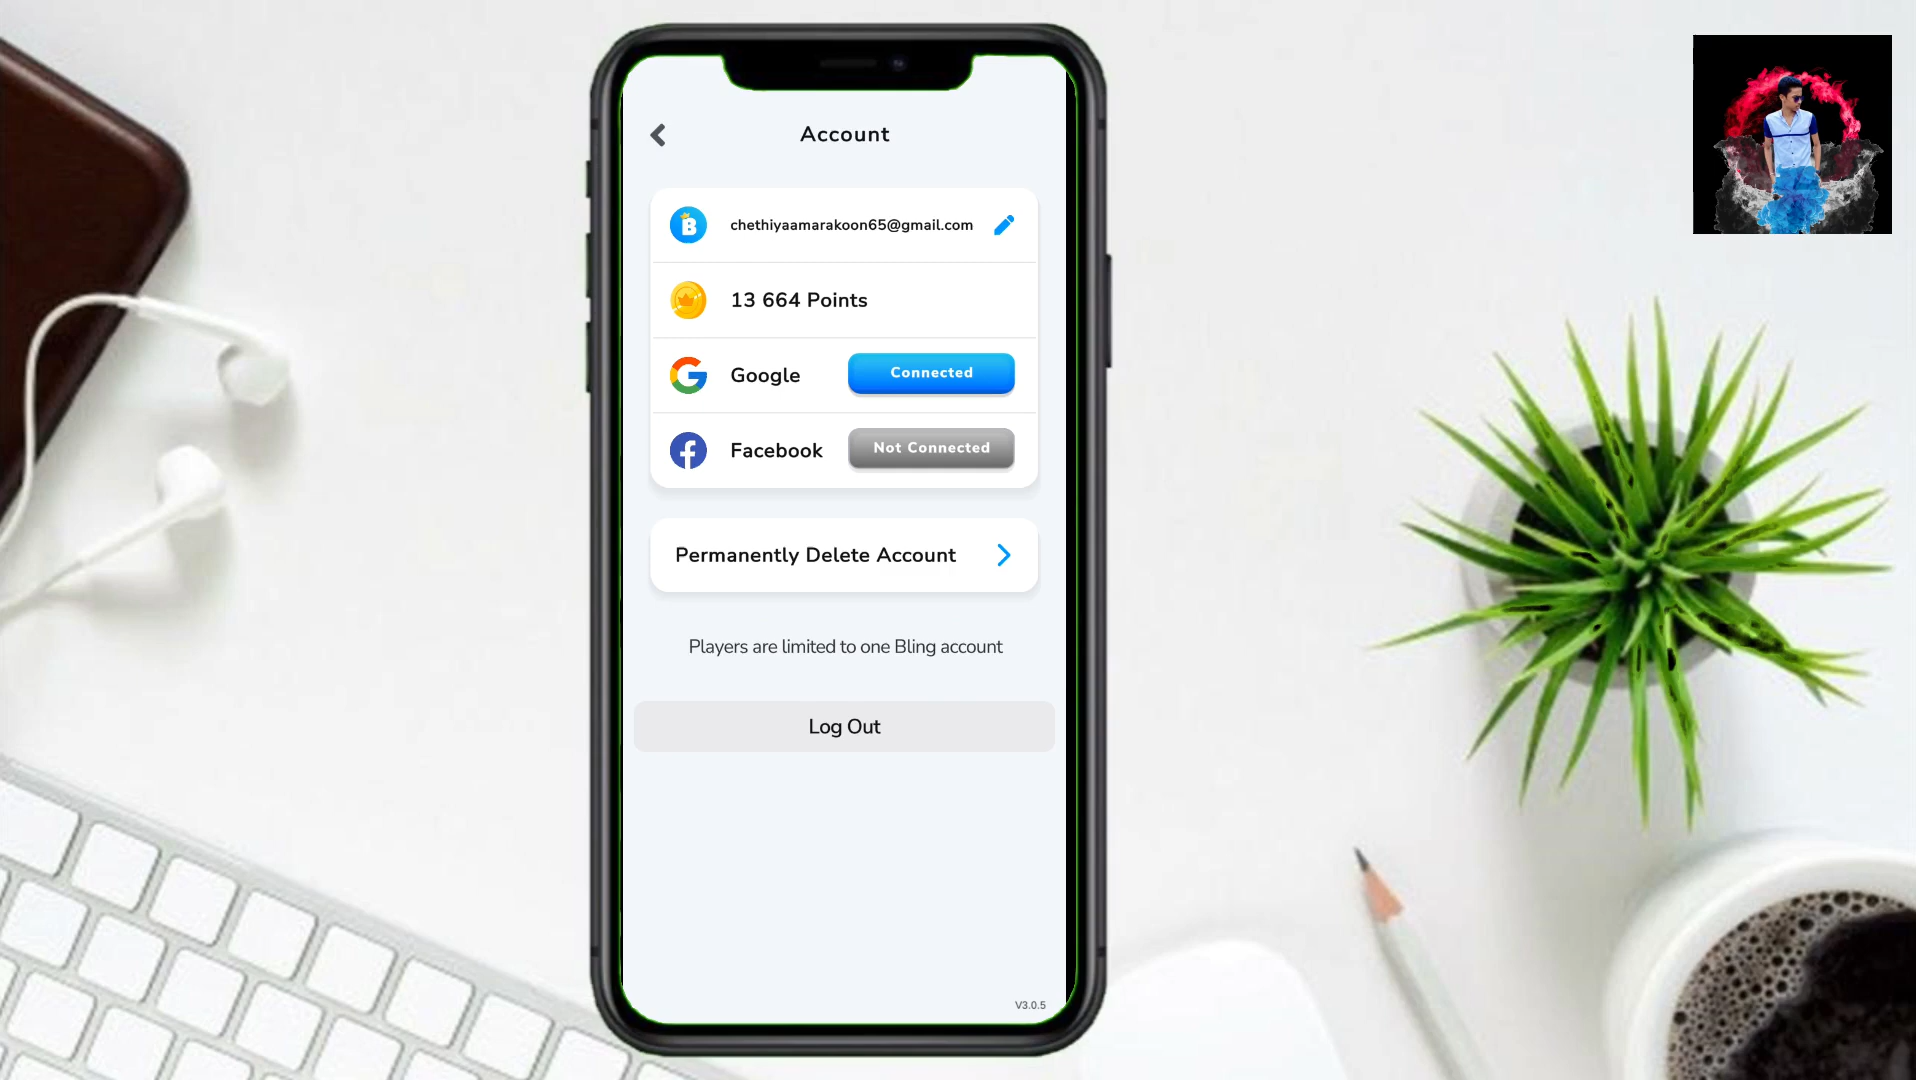 Account
chethiyaamarakoon65@gmail.com
13 664 Points
Google
Connected
Facebook
Not Connected
Permanently Delete Account
Players are limited to one Bling account
Log Out
V3.0.5